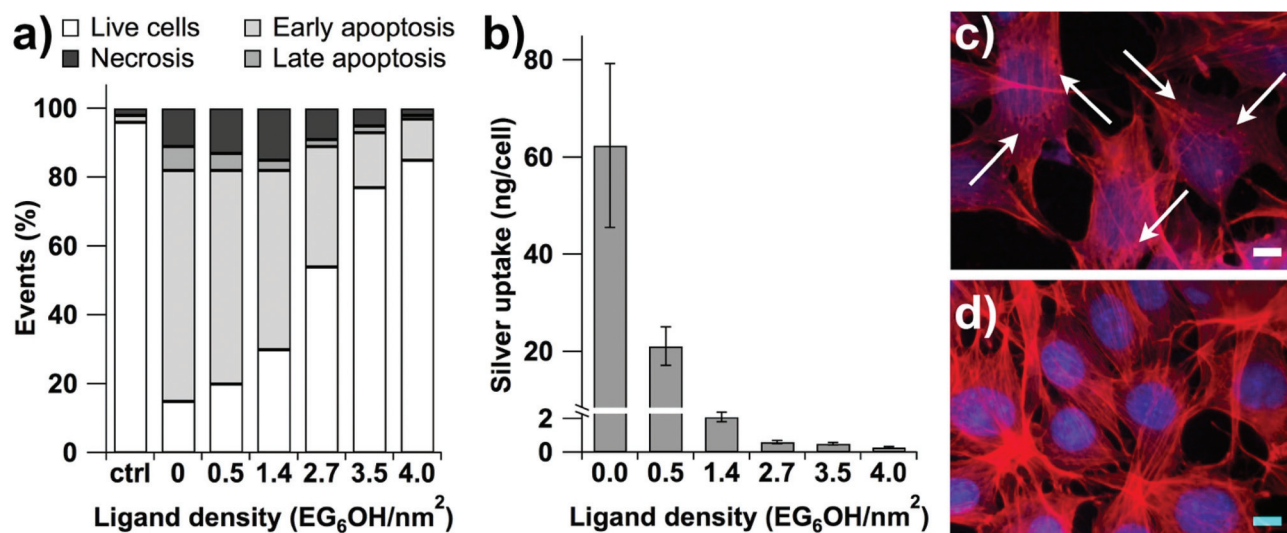 a)
Live cells
Early apoptosis
Necrosis
Late apoptosis
Events (%)
100
80
60
40
20
0
ctrl 0 0.5 1.4 2.7 3.5 4.0
Ligand density (EG₆OH/nm²)
b)
Silver uptake (ng/cell)
80
60
40
20
2
0
0.0 0.5 1.4 2.7 3.5 4.0
Ligand density (EG₆OH/nm²)
c)
d)